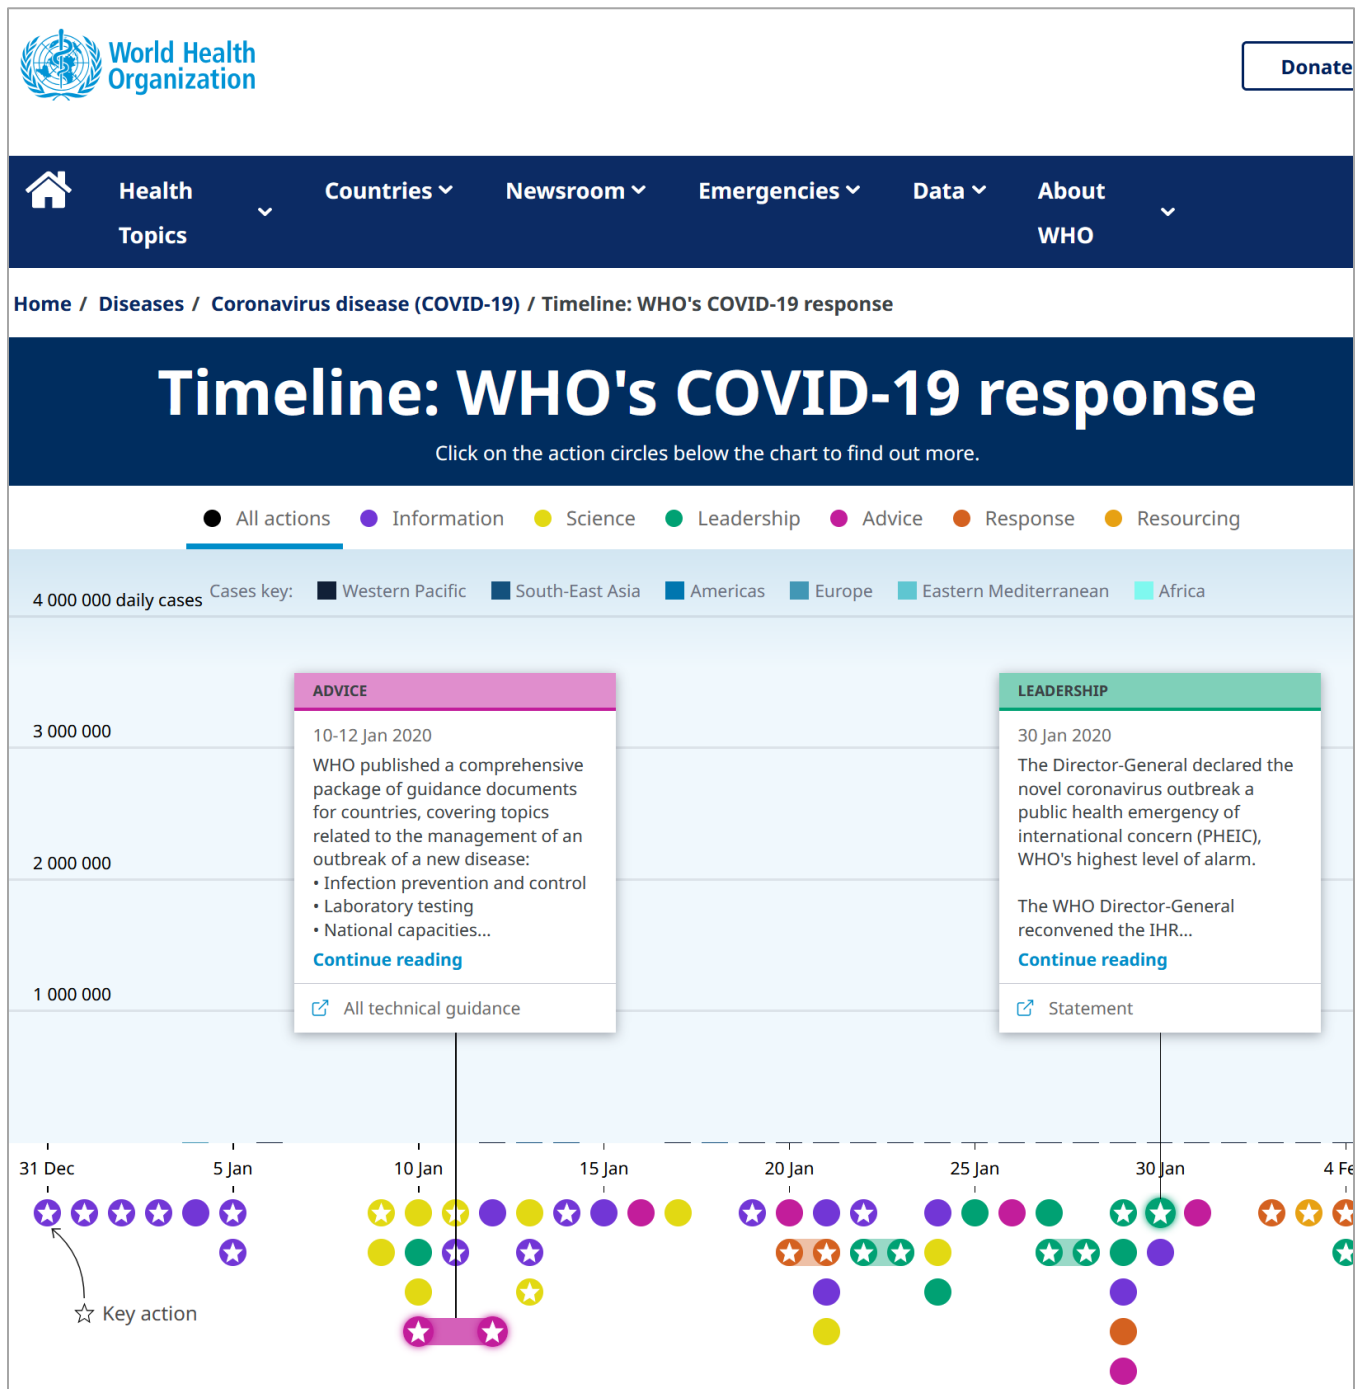 World Health
Organization
Donate
Health
Topics
Countries
Newsroom
Emergencies
Data
About
WHO
Home / Diseases / Coronavirus disease (COVID-19) / Timeline: WHO's COVID-19 response
Timeline: WHO's COVID-19 response
Click on the action circles below the chart to find out more.
All actions Information Science Leadership Advice Response Resourcing
4 000 000 daily cases
Cases key: Western Pacific South-East Asia Americas Europe Eastern Mediterranean Africa
3 000 000
2 000 000
1 000 000
ADVICE
10-12 Jan 2020
WHO published a comprehensive
package of guidance documents
for countries, covering topics
related to the management of an
outbreak of a new disease:
• Infection prevention and control
• Laboratory testing
• National capacities...
Continue reading
All technical guidance
LEADERSHIP
30 Jan 2020
The Director-General declared the
novel coronavirus outbreak a
public health emergency of
international concern (PHEIC),
WHO's highest level of alarm.
The WHO Director-General
reconvened the IHR...
Continue reading
Statement
31 Dec 5 Jan 10 Jan 15 Jan 20 Jan 25 Jan 30 Jan 4 Fe
Key action